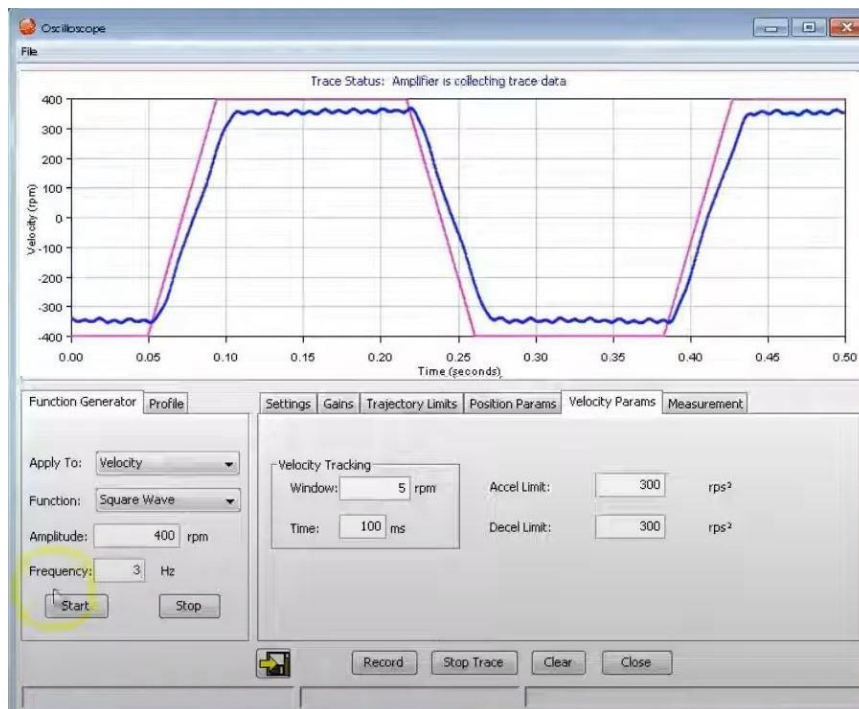 Oscilloscope
File
Trace Status: Amplifier is collecting trace data
Velocity (rpm)
400
300
200
100
0
-100
-200
-300
-400
0.00 0.05 0.10 0.15 0.20 0.25 0.30 0.35 0.40 0.45 0.50
Time (seconds)
Function Generator Profile
Settings Gains Trajectory Limits Position Params Velocity Params Measurement
Apply To: Velocity
Function: Square Wave
Amplitude: 400 rpm
Frequency: 3 Hz
Start Stop
Velocity Tracking
Window: 5 rpm
Time: 100 ms
Accel Limit: 300 rps²
Decel Limit: 300 rps²
Record Stop Trace Clear Close